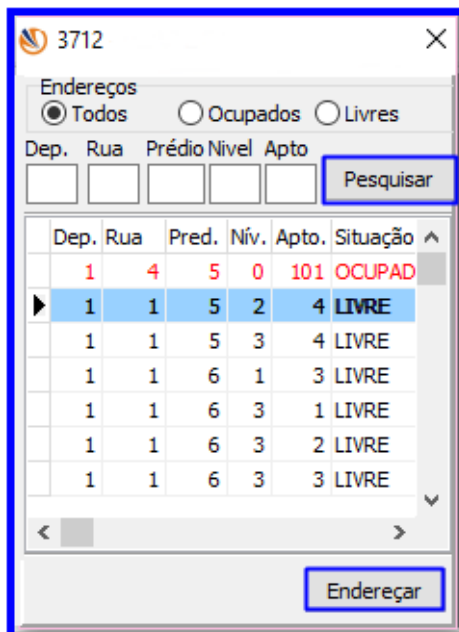 3712
Endereços
Todos Ocupados Livres
Dep. Rua Prédio Nivel Apto
Pesquisar
Dep. Rua Pred. Nív. Apto. Situação
1 4 5 0 101 OCUPAD
1 1 5 2 4 LIVRE
1 1 5 3 4 LIVRE
1 1 6 1 3 LIVRE
1 1 6 3 1 LIVRE
1 1 6 3 2 LIVRE
1 1 6 3 3 LIVRE
Endereçar